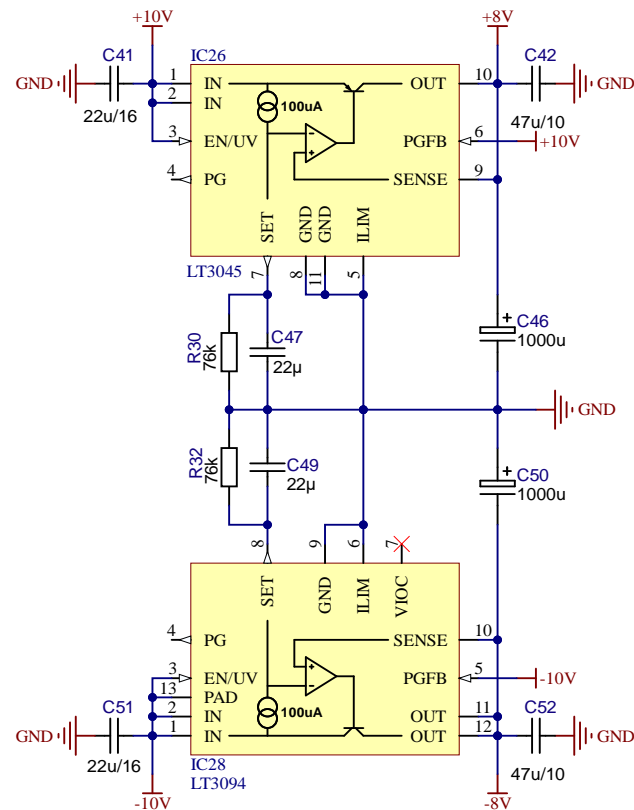 +10V
+8V
C41
IC26
C42
GND
22u/16
1
IN
2
IN
3
EN/UV
4
PG
100uA
OUT
10
PGFB
6
SENSE
9
GND
47u/10
+10V
SET
GND
GND
ILIM
LT3045
7
8
11
5
R30
76k
C47
22µ
+
C46
1000u
GND
R32
76k
C49
22µ
+
C50
1000u
8
9
6
7
SET
GND
ILIM
VIOC
4
PG
SENSE
10
3
EN/UV
PGFB
5
-10V
13
PAD
2
IN
100uA
OUT
11
1
IN
OUT
12
GND
C51
22u/16
C52
GND
47u/10
IC28
LT3094
-10V
-8V